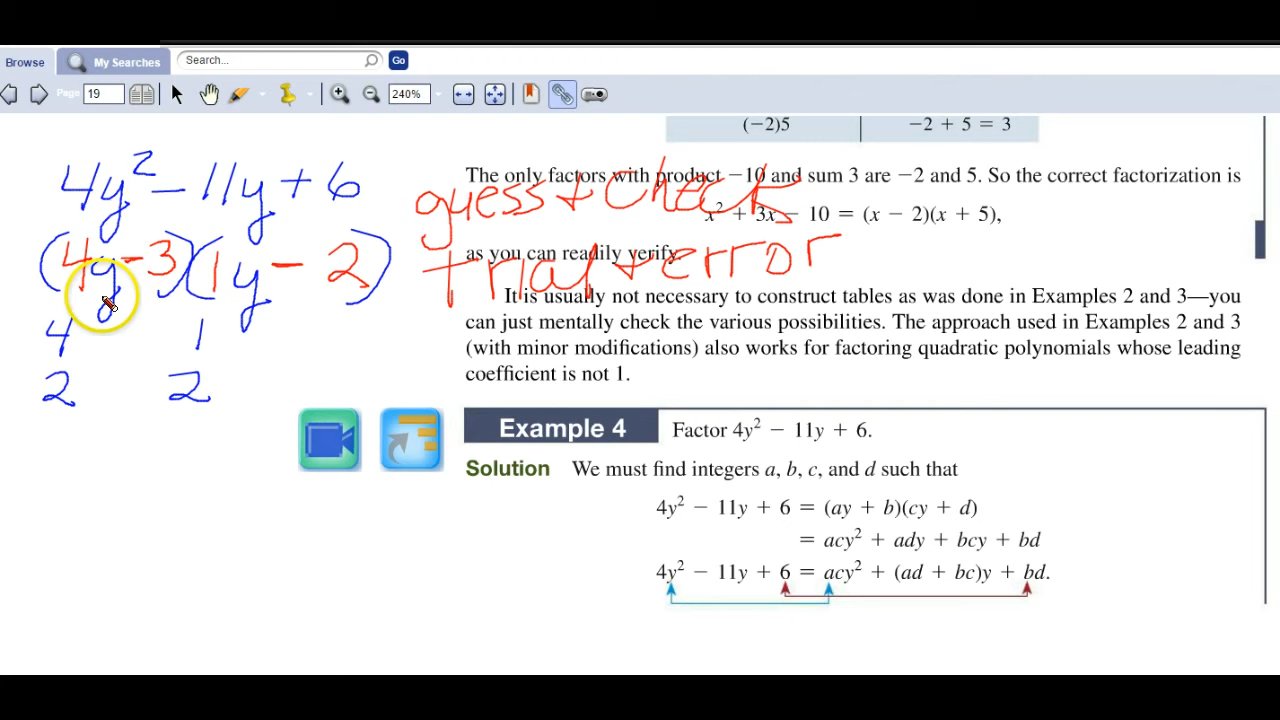 Browse My Searches Search... Go
Page 19 240%
(−2)5 −2 + 5 = 3
4y² − 11y + 6
(4y − 3)(1y − 2)
4 1
2 2
guess + check
trial + error
The only factors with product −10 and sum 3 are −2 and 5. So the correct factorization is
x² + 3x − 10 = (x − 2)(x + 5),
as you can readily verify.
It is usually not necessary to construct tables as was done in Examples 2 and 3—you
can just mentally check the various possibilities. The approach used in Examples 2 and 3
(with minor modifications) also works for factoring quadratic polynomials whose leading
coefficient is not 1.
Example 4 Factor 4y² − 11y + 6.
Solution We must find integers a, b, c, and d such that
4y² − 11y + 6 = (ay + b)(cy + d)
= acy² + ady + bcy + bd
4y² − 11y + 6 = acy² + (ad + bc)y + bd.